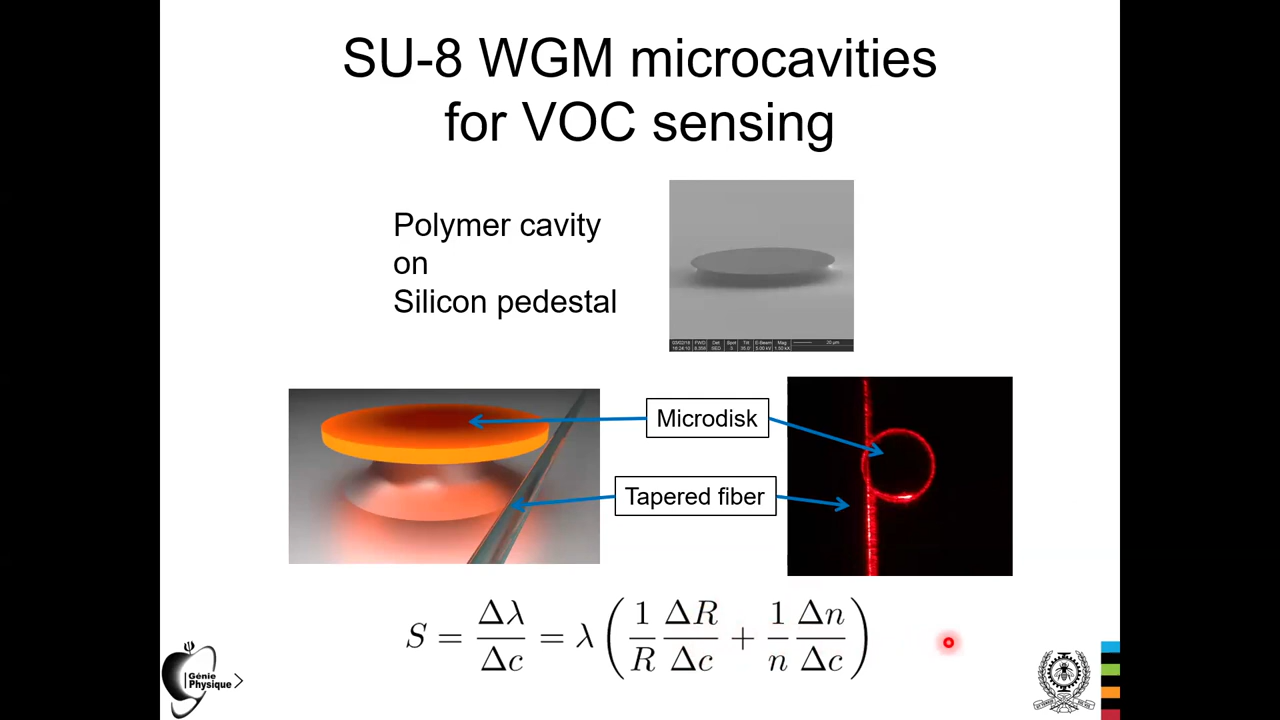 SU-8 WGM microcavities
for VOC sensing
Polymer cavity
on
Silicon pedestal
Microdisk
Tapered fiber
S = Δλ/Δc = λ ( 1/R ΔR/Δc + 1/n Δn/Δc )
Génie
Physique